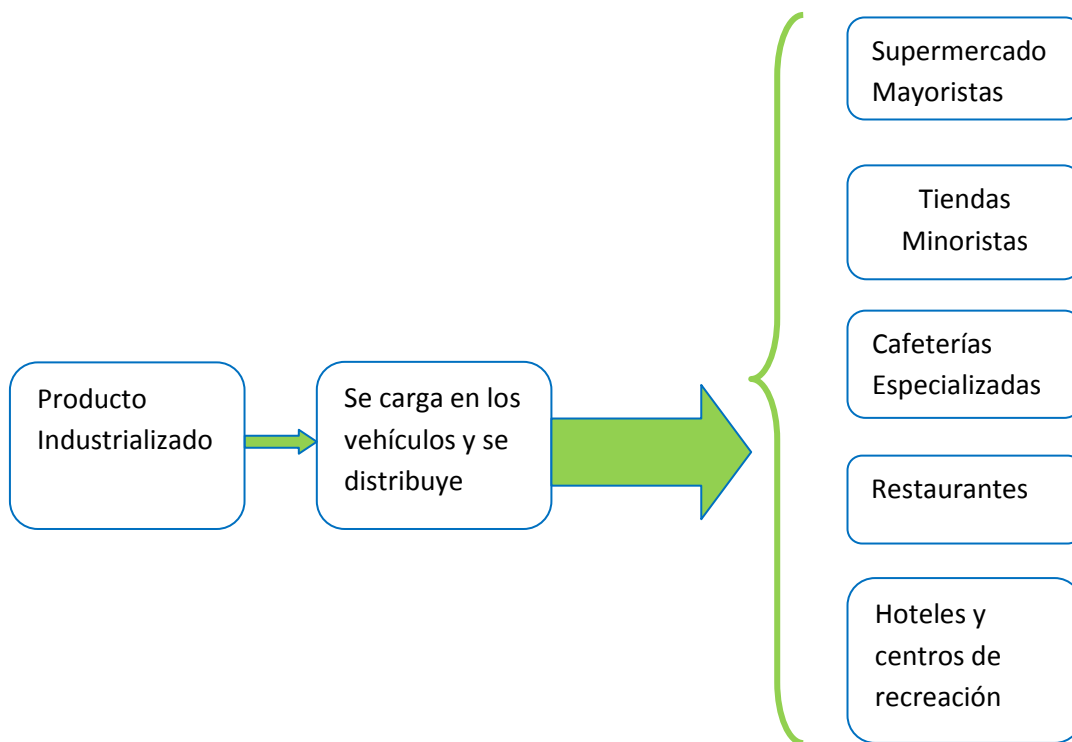 Supermercado
Mayoristas
Tiendas
Minoristas
Cafeterías
Especializadas
Producto
Industrializado
Se carga en los
vehículos y se
distribuye
Restaurantes
Hoteles y
centros de
recreación